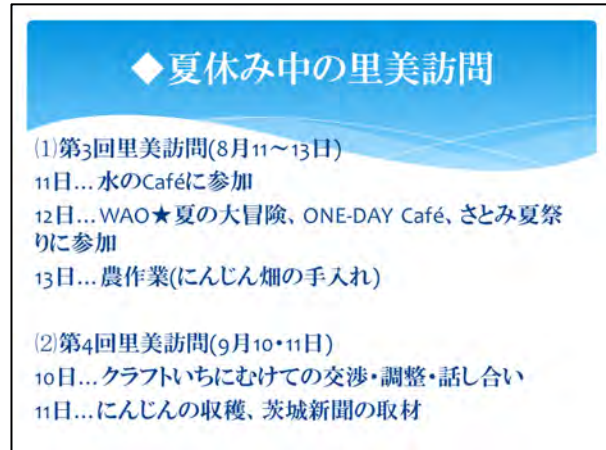 ◆夏休み中の里美訪問
⑴第3回里美訪問(8月11～13日)
11日…水のCaféに参加
12日…WAO★夏の大冒険、ONE-DAY Café、さとみ夏祭
りに参加
13日…農作業(にんじん畑の手入れ)
⑵第4回里美訪問(9月10・11日)
10日…クラフトいちにむけての交渉・調整・話し合い
11日…にんじんの収穫、茨城新聞の取材